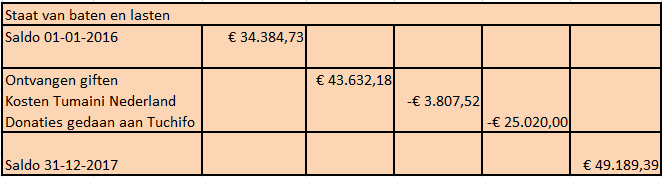 Staat van baten en lasten
Saldo 01-01-2016 € 34.384,73
Ontvangen giften € 43.632,18
Kosten Tumaini Nederland -€ 3.807,52
Donaties gedaan aan Tuchifo -€ 25.020,00
Saldo 31-12-2017 € 49.189,39